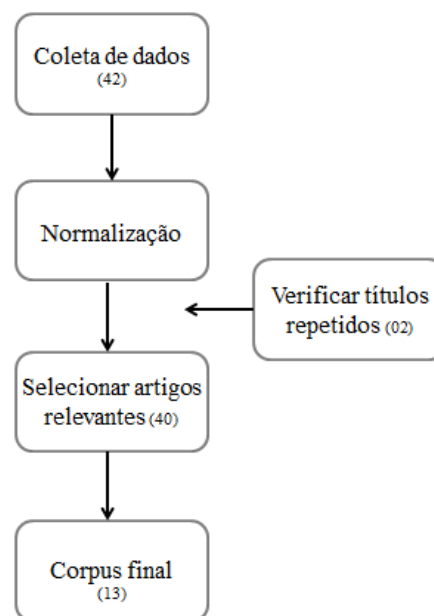 Coleta de dados
(42)
Normalização
Verificar títulos
repetidos (02)
Selecionar artigos
relevantes (40)
Corpus final
(13)